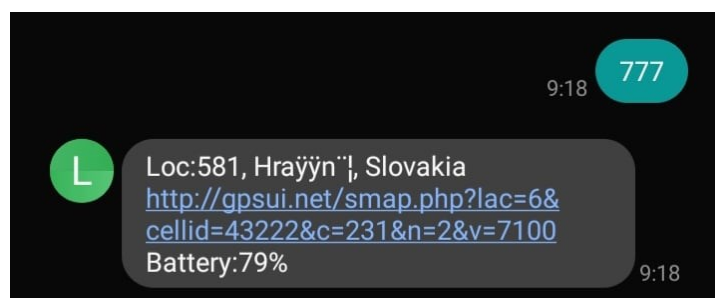 777
9:18
L
Loc:581, Hraÿÿn¨¦, Slovakia
http://gpsui.net/smap.php?lac=6&
cellid=43222&c=231&n=2&v=7100
Battery:79%
9:18